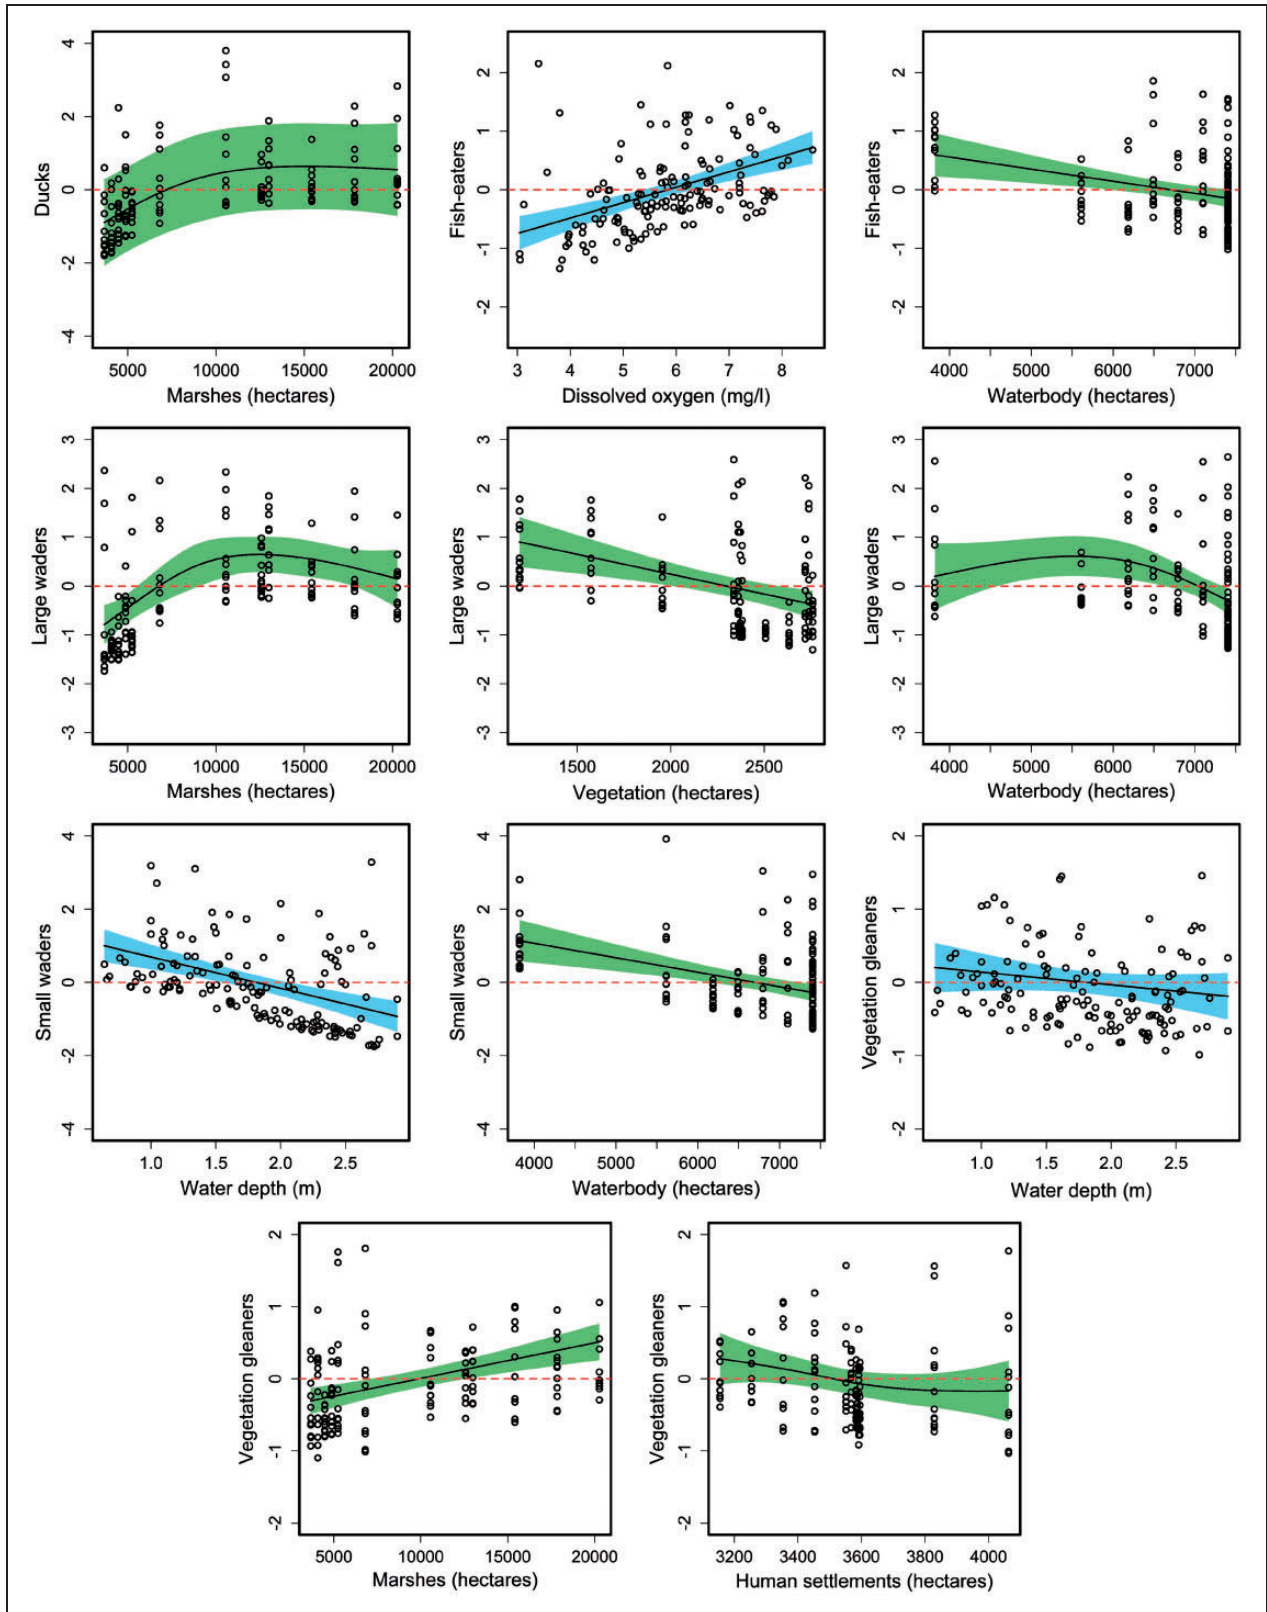 Ducks
4
2
0
-2
-4
5000 10000 15000 20000
Marshes (hectares)
Fish-eaters
2
1
0
-1
-2
3 4 5 6 7 8
Dissolved oxygen (mg/l)
Fish-eaters
2
1
0
-1
-2
4000 5000 6000 7000
Waterbody (hectares)
Large waders
3
2
1
0
-1
-2
-3
5000 10000 15000 20000
Marshes (hectares)
Large waders
3
2
1
0
-1
-2
-3
1500 2000 2500
Vegetation (hectares)
Large waders
3
2
1
0
-1
-2
-3
4000 5000 6000 7000
Waterbody (hectares)
Small waders
4
2
0
-2
-4
1.0 1.5 2.0 2.5
Water depth (m)
Small waders
4
2
0
-2
-4
4000 5000 6000 7000
Waterbody (hectares)
Vegetation gleaners
2
1
0
-1
-2
1.0 1.5 2.0 2.5
Water depth (m)
Vegetation gleaners
2
1
0
-1
-2
5000 10000 15000 20000
Marshes (hectares)
Vegetation gleaners
2
1
0
-1
-2
3200 3400 3600 3800 4000
Human settlements (hectares)